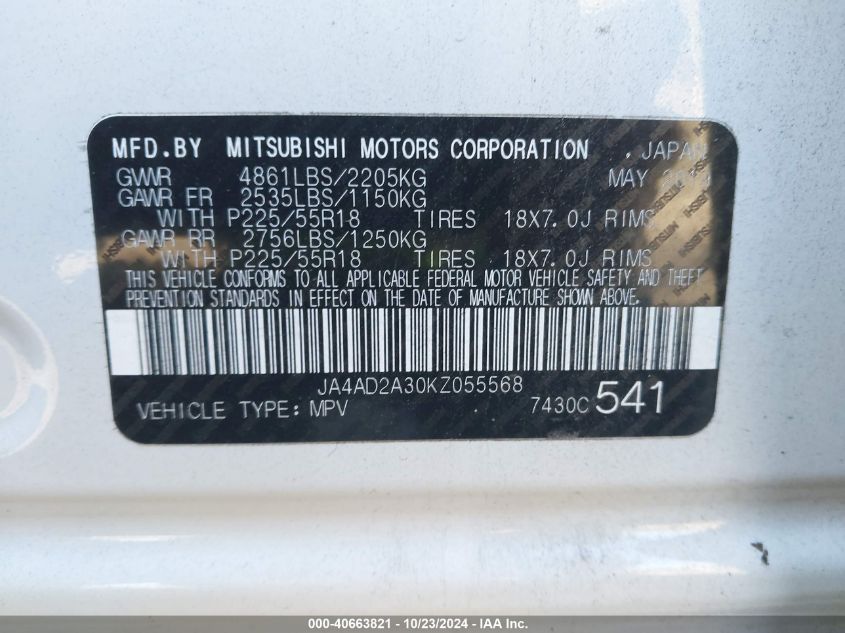 MFD.BY MITSUBISHI MOTORS CORPORATION , JAPAN
GVWR 4861LBS/2205KG MAY
GAWR FR 2535LBS/1150KG
WITH P225/55R18 TIRES 18X7.0J RIMS
GAWR RR 2756LBS/1250KG
WITH P225/55R18 TIRES 18X7.0J RIMS
THIS VEHICLE CONFORMS TO ALL APPLICABLE FEDERAL MOTOR VEHICLE SAFETY AND THEFT
PREVENTION STANDARDS IN EFFECT ON THE DATE OF MANUFACTURE SHOWN ABOVE.
JA4AD2A30KZ055568
VEHICLE TYPE: MPV 7430C 541
000-40663821 - 10/23/2024 - IAA Inc.